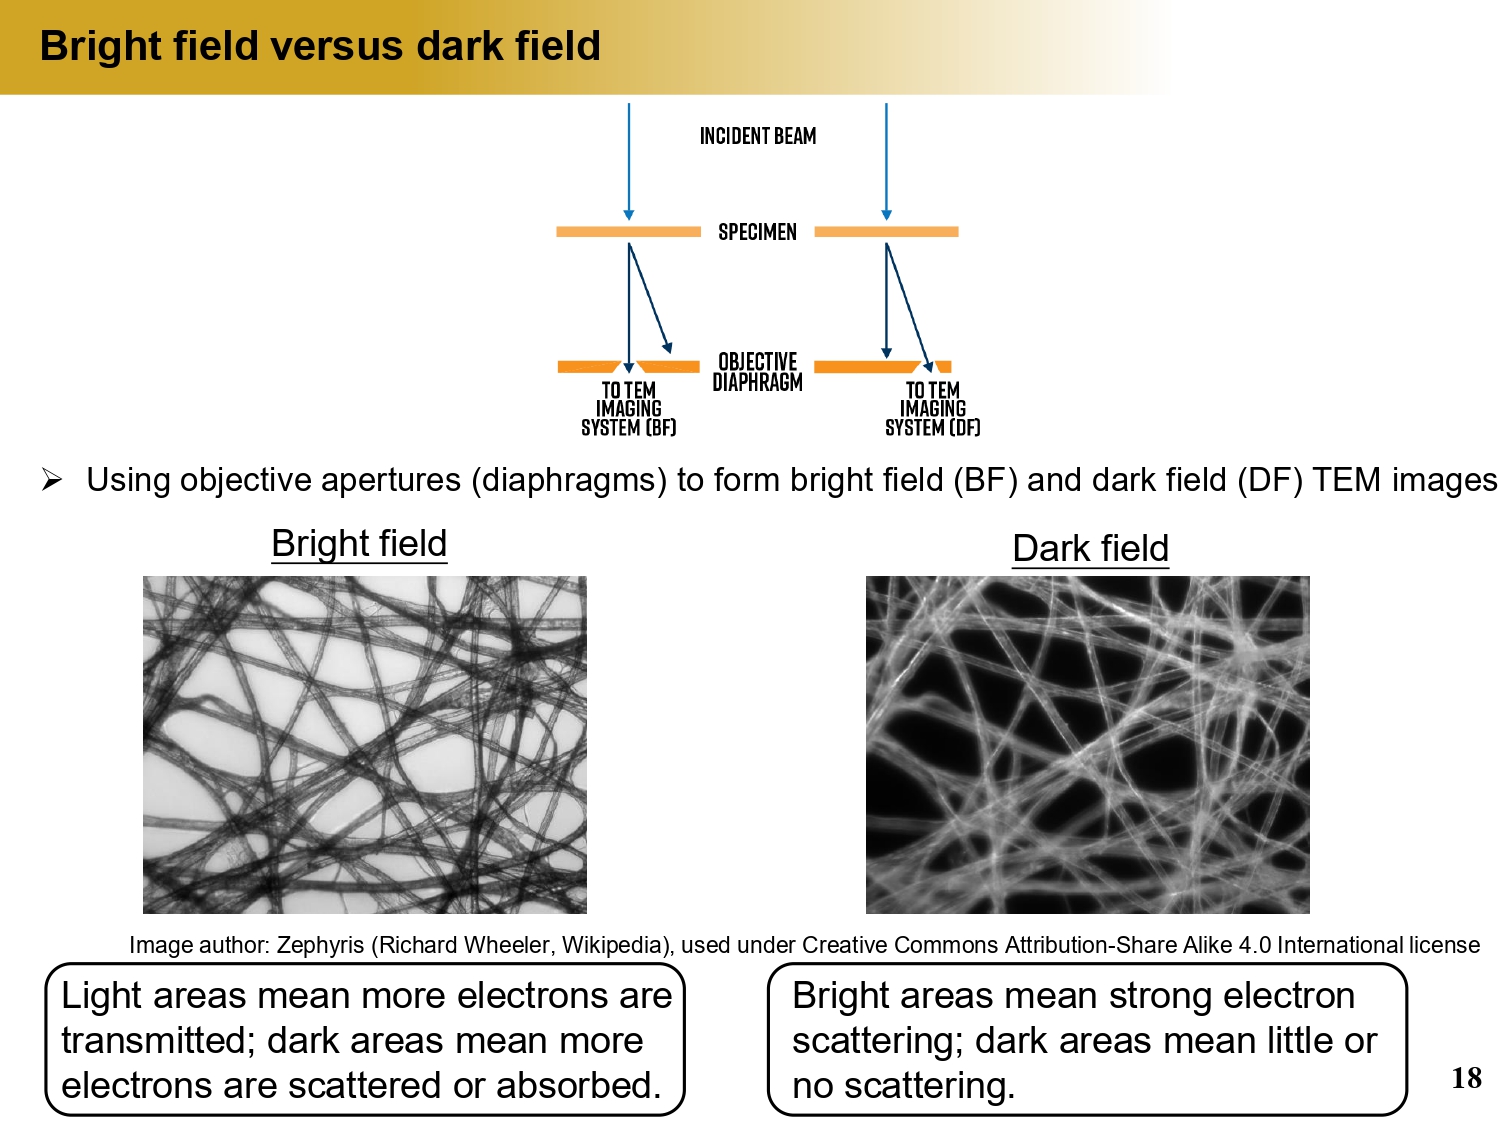 Bright field versus dark field
INCIDENT BEAM
SPECIMEN
OBJECTIVE
DIAPHRAGM
TO TEM
IMAGING
SYSTEM (BF)
TO TEM
IMAGING
SYSTEM (DF)
➢ Using objective apertures (diaphragms) to form bright field (BF) and dark field (DF) TEM images
Bright field
Dark field
Image author: Zephyris (Richard Wheeler, Wikipedia), used under Creative Commons Attribution-Share Alike 4.0 International license
Light areas mean more electrons are
transmitted; dark areas mean more
electrons are scattered or absorbed.
Bright areas mean strong electron
scattering; dark areas mean little or
no scattering.
18